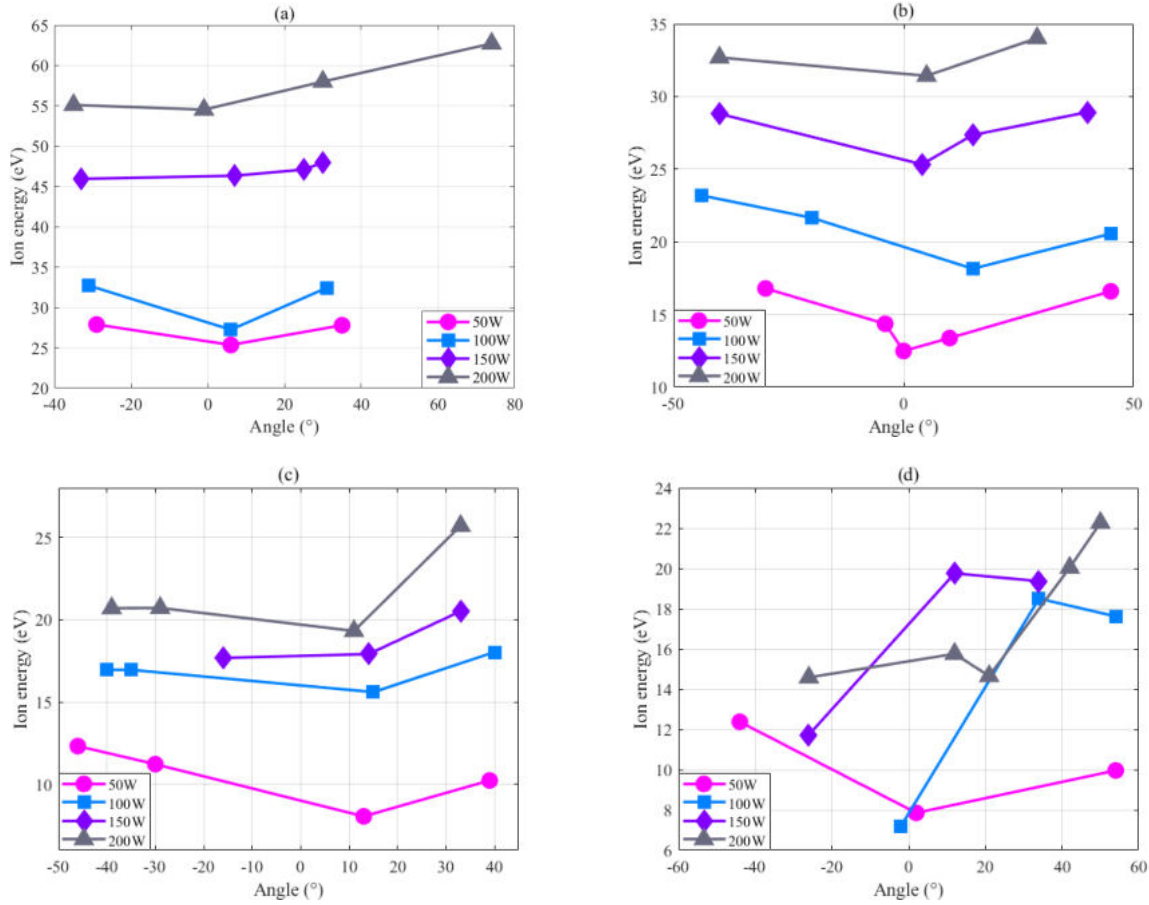 (a)
65
60
55
50
45
40
35
30
25
20
Ion energy (eV)
-40 -20 0 20 40 60 80
Angle (°)
50W
100W
150W
200W
(b)
35
30
25
20
15
10
Ion energy (eV)
-50 0 50
Angle (°)
50W
100W
150W
200W
(c)
25
20
15
10
Ion energy (eV)
-50 -40 -30 -20 -10 0 10 20 30 40
Angle (°)
50W
100W
150W
200W
(d)
24
22
20
18
16
14
12
10
8
6
Ion energy (eV)
-60 -40 -20 0 20 40 60
Angle (°)
50W
100W
150W
200W